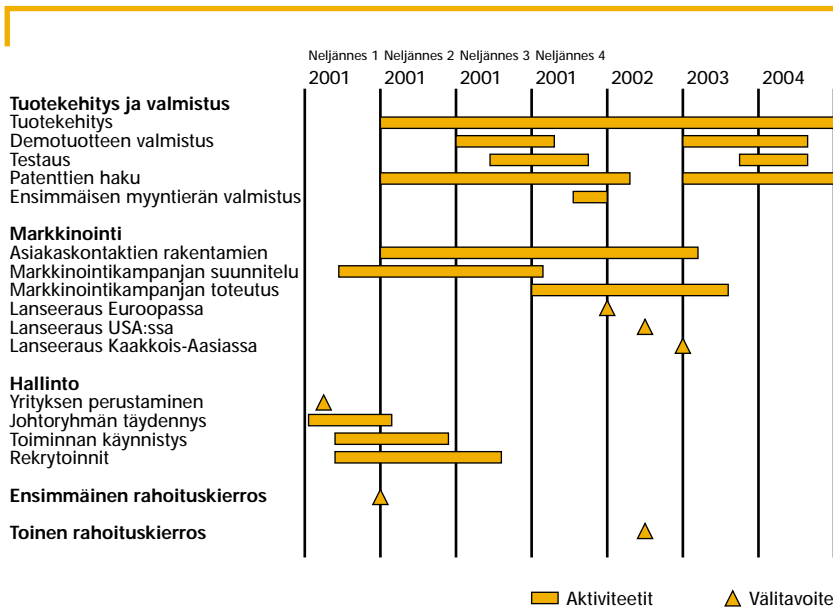 Neljännes 1 Neljännes 2 Neljännes 3 Neljännes 4
2001 2001 2001 2001 2002 2003 2004
Tuotekehitys ja valmistus
Tuotekehitys
Demotuotteen valmistus
Testaus
Patenttien haku
Ensimmäisen myyntierän valmistus
Markkinointi
Asiakaskontaktien rakentamien
Markkinointikampanjan suunnitelu
Markkinointikampanjan toteutus
Lanseeraus Euroopassa
Lanseeraus USA:ssa
Lanseeraus Kaakkois-Aasiassa
Hallinto
Yrityksen perustaminen
Johtoryhmän täydennys
Toiminnan käynnistys
Rekrytoinnit
Ensimmäinen rahoituskierros
Toinen rahoituskierros
Aktiviteetit Välitavoite